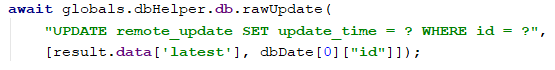 await globals.dbHelper.db.rawUpdate(
"UPDATE remote_update SET update_time = ? WHERE id = ?",
[result.data['latest'], dbDate[0]["id"]]);